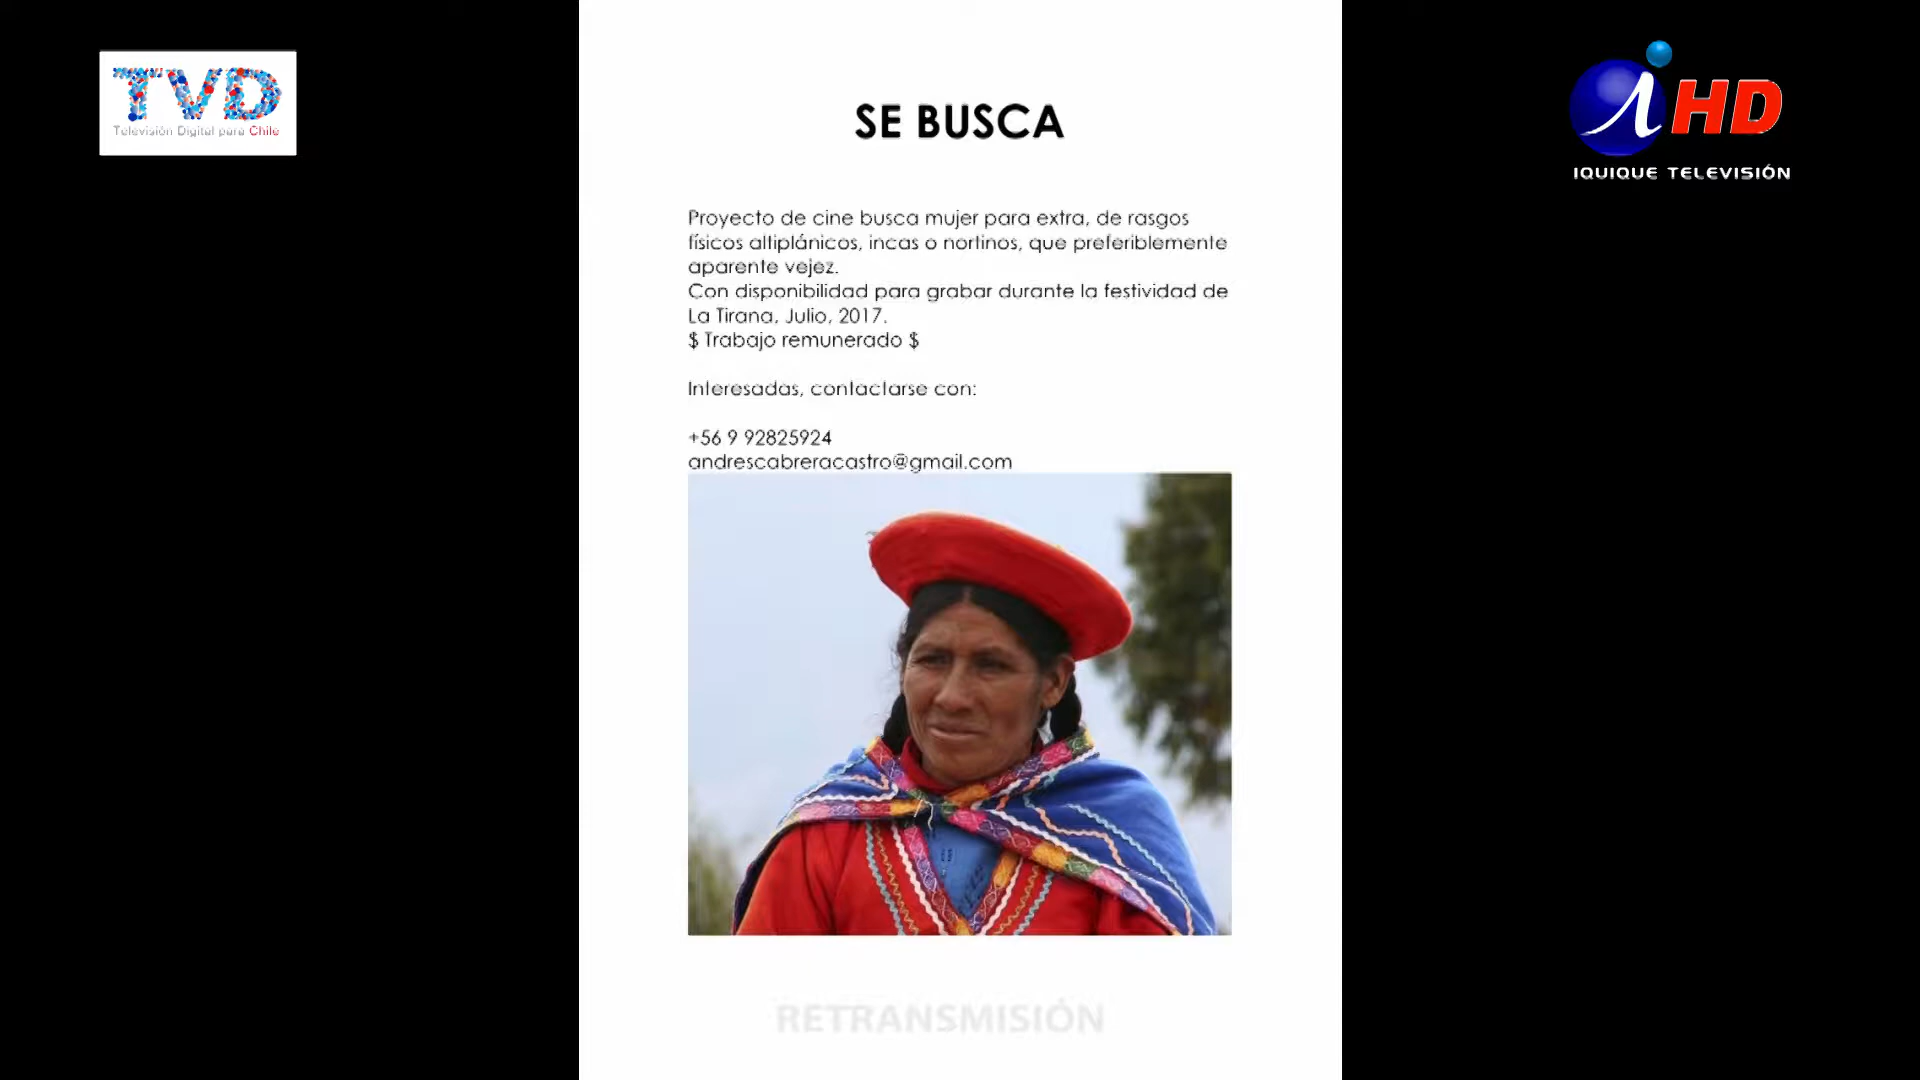 TVD
Televisión Digital para Chile
HD
IQUIQUE TELEVISIÓN
SE BUSCA
Proyecto de cine busca mujer para extra, de rasgos
físicos altiplánicos, incas o nortinos, que preferiblemente
aparente vejez.
Con disponibilidad para grabar durante la festividad de
La Tirana, Julio, 2017.
$ Trabajo remunerado $
Interesadas, contactarse con:
+56 9 92825924
andrescabreracastro@gmail.com
RETRANSMISIÓN